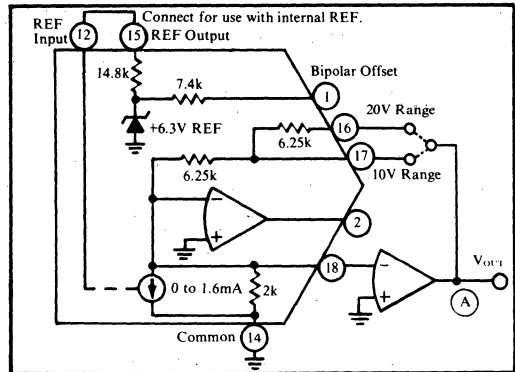 Connect for use with internal REF.
REF
Input
12
15
REF Output
14.8k
7.4k
Bipolar Offset
1
+6.3V REF
16
20V Range
6.25k
17
6.25k
10V Range
-
+
2
18
-
+
VOUT
A
0 to 1.6mA
2k
Common
14